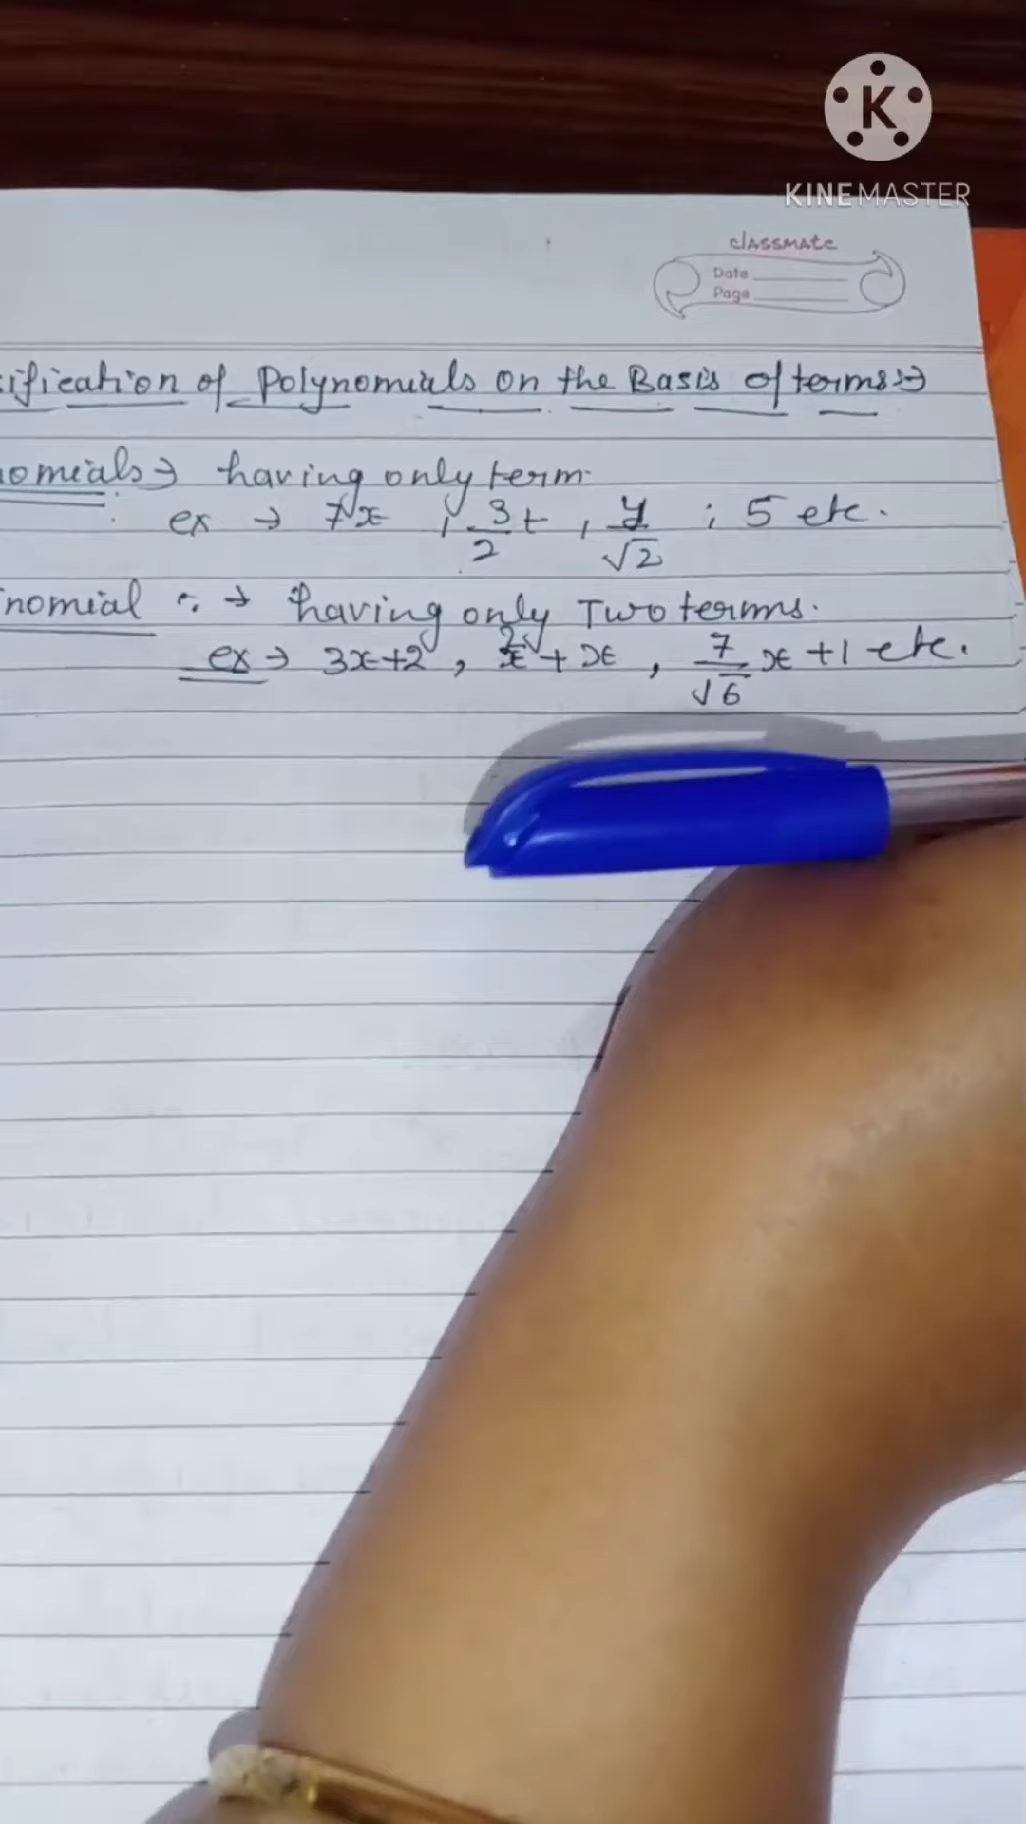 KINEMASTER
classmate
Date
Page
ification of Polynomials on the Basis of terms:→
nomials→ having only term.
ex → 7x , 3/2 t , y/√2 ; 5 etc.
nomial :→ having only Two terms.
ex→ 3x+2 , x²+x , 7/√6 x +1 etc.